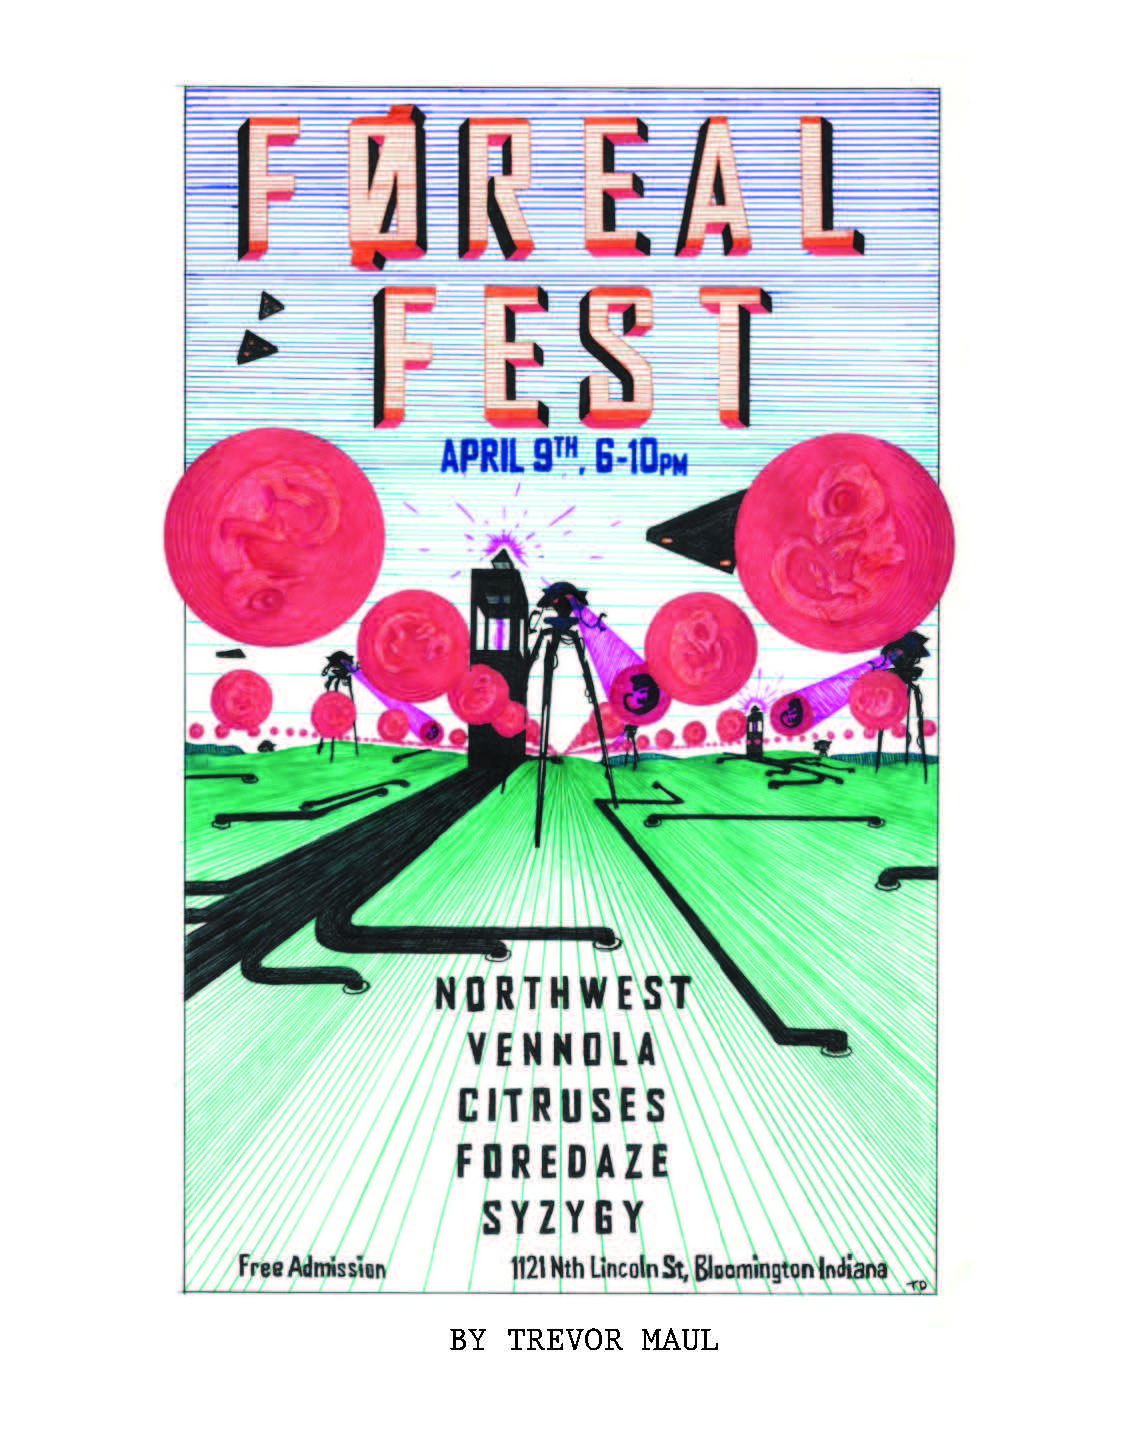 FØREAL
FEST
APRIL 9TH, 6-10PM
NORTHWEST
VENNOLA
CITRUSES
FOREDAZE
SYZYGY
Free Admission 1121 Nth Lincoln St, Bloomington Indiana
TD
BY TREVOR MAUL